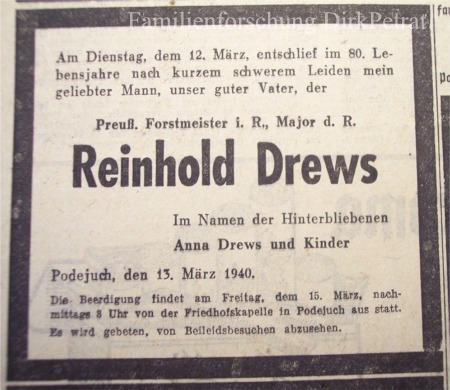 Familienforschung Dirk Petrat
Am Dienstag, dem 12. März, entschlief im 80. Le-
bensjahre nach kurzem schwerem Leiden mein
geliebter Mann, unser guter Vater, der
Preuß. Forstmeister i. R., Major d. R.
Reinhold Drews
Im Namen der Hinterbliebenen
Anna Drews und Kinder
Podejuch, den 13. März 1940.
Die Beerdigung findet am Freitag, dem 15. März, nach-
mittags 3 Uhr von der Friedhofskapelle in Podejuch aus statt.
Es wird gebeten, von Beileidsbesuchen abzusehen.